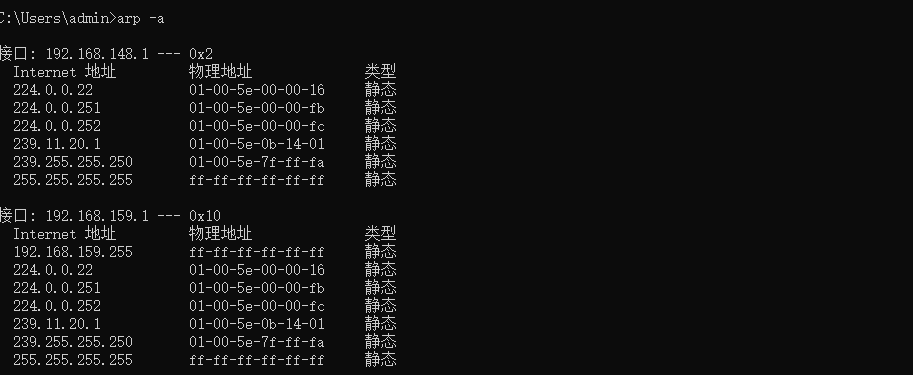 C:\Users\admin>arp -a
接口: 192.168.148.1 --- 0x2
Internet 地址 物理地址 类型
224.0.0.22 01-00-5e-00-00-16 静态
224.0.0.251 01-00-5e-00-00-fb 静态
224.0.0.252 01-00-5e-00-00-fc 静态
239.11.20.1 01-00-5e-0b-14-01 静态
239.255.255.250 01-00-5e-7f-ff-fa 静态
255.255.255.255 ff-ff-ff-ff-ff-ff 静态
接口: 192.168.159.1 --- 0x10
Internet 地址 物理地址 类型
192.168.159.255 ff-ff-ff-ff-ff-ff 静态
224.0.0.22 01-00-5e-00-00-16 静态
224.0.0.251 01-00-5e-00-00-fb 静态
224.0.0.252 01-00-5e-00-00-fc 静态
239.11.20.1 01-00-5e-0b-14-01 静态
239.255.255.250 01-00-5e-7f-ff-fa 静态
255.255.255.255 ff-ff-ff-ff-ff-ff 静态